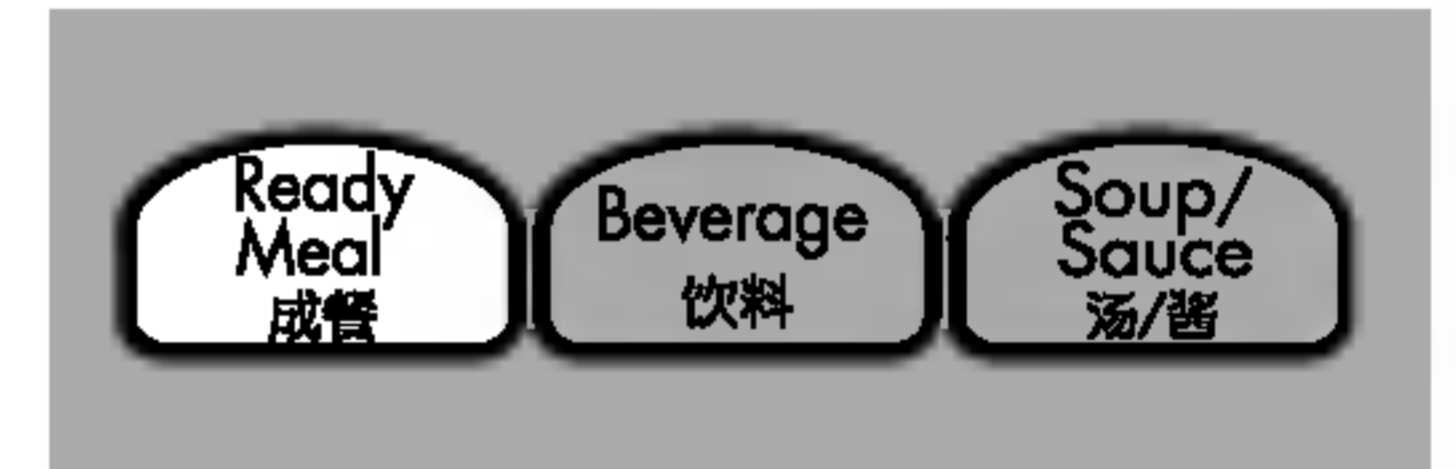 Ready
Meal
成餐
Beverage
饮料
Soup/
Sauce
汤/酱